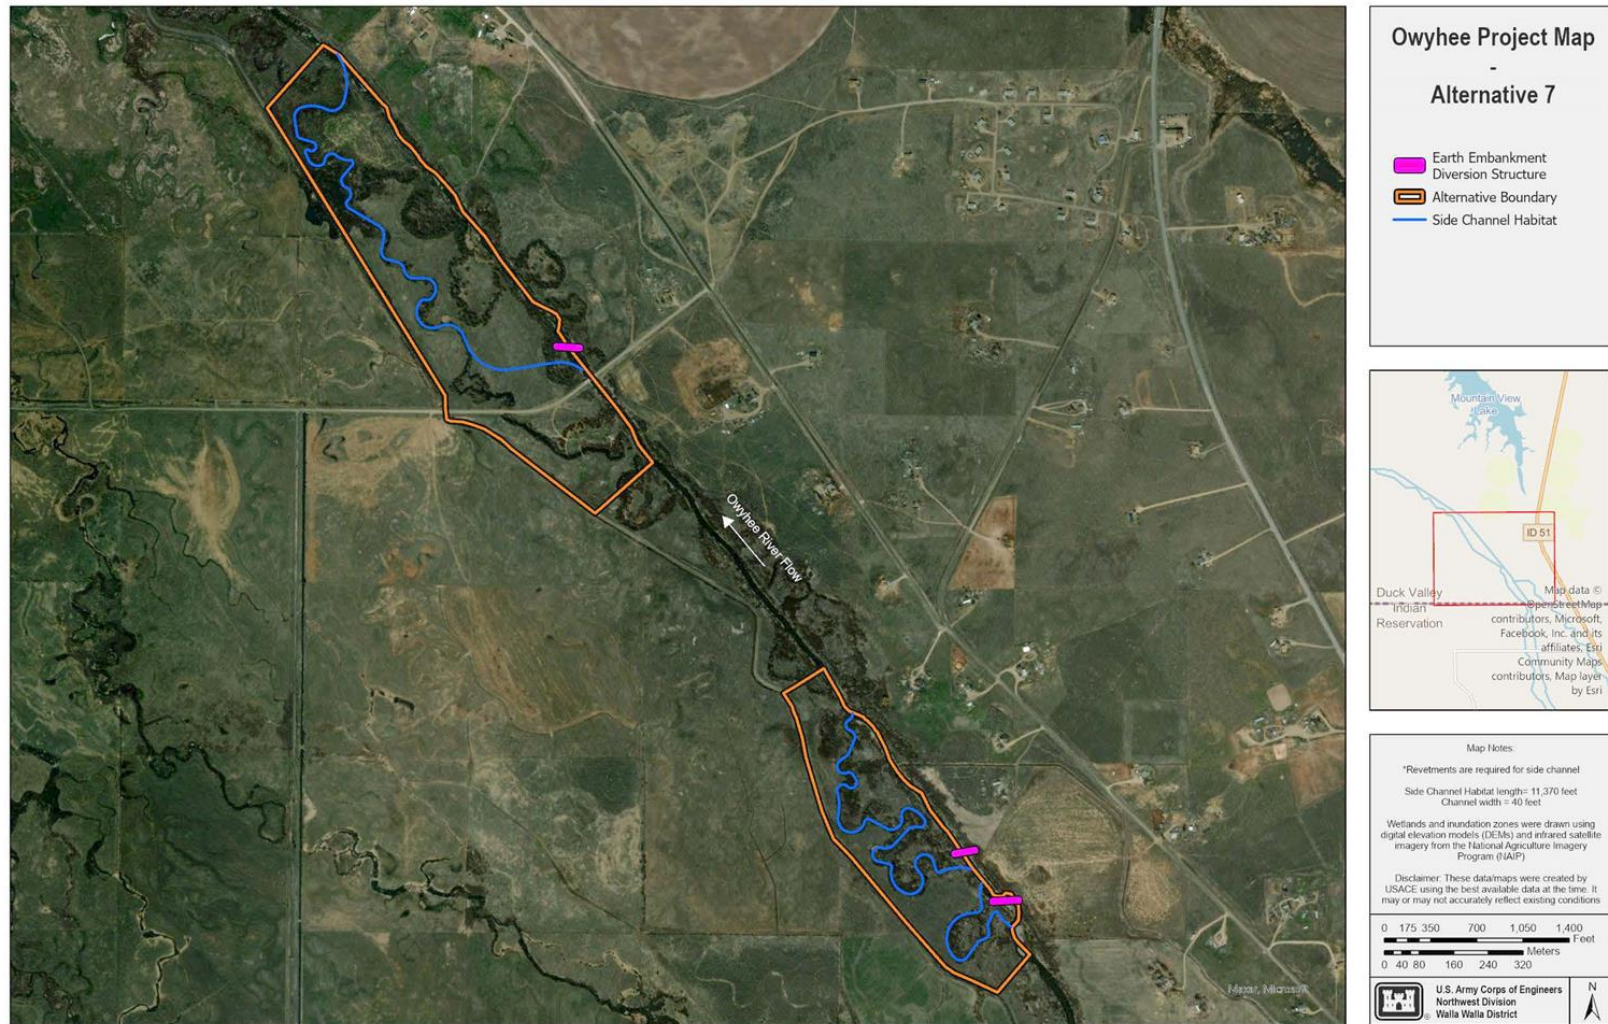 Owyhee Project Map
-
Alternative 7
Earth Embankment
Diversion Structure
Alternative Boundary
Side Channel Habitat
Owyhee River Flow
Maxar, Microsoft
Mountain View
Lake
ID 51
Duck Valley
Indian
Reservation
Map data ©
OpenStreetMap
contributors, Microsoft,
Facebook, Inc. and its
affiliates, Esri
Community Maps
contributors, Map layer
by Esri
Map Notes:
*Revetments are required for side channel
Side Channel Habitat length= 11,370 feet
Channel width = 40 feet
Wetlands and inundation zones were drawn using
digital elevation models (DEMs) and infrared satellite
imagery from the National Agriculture Imagery
Program (NAIP)
Disclaimer: These data/maps were created by
USACE using the best available data at the time. It
may or may not accurately reflect existing conditions
0 175 350 700 1,050 1,400
Feet
Meters
0 40 80 160 240 320
U.S. Army Corps of Engineers
Northwest Division
Walla Walla District
®
N